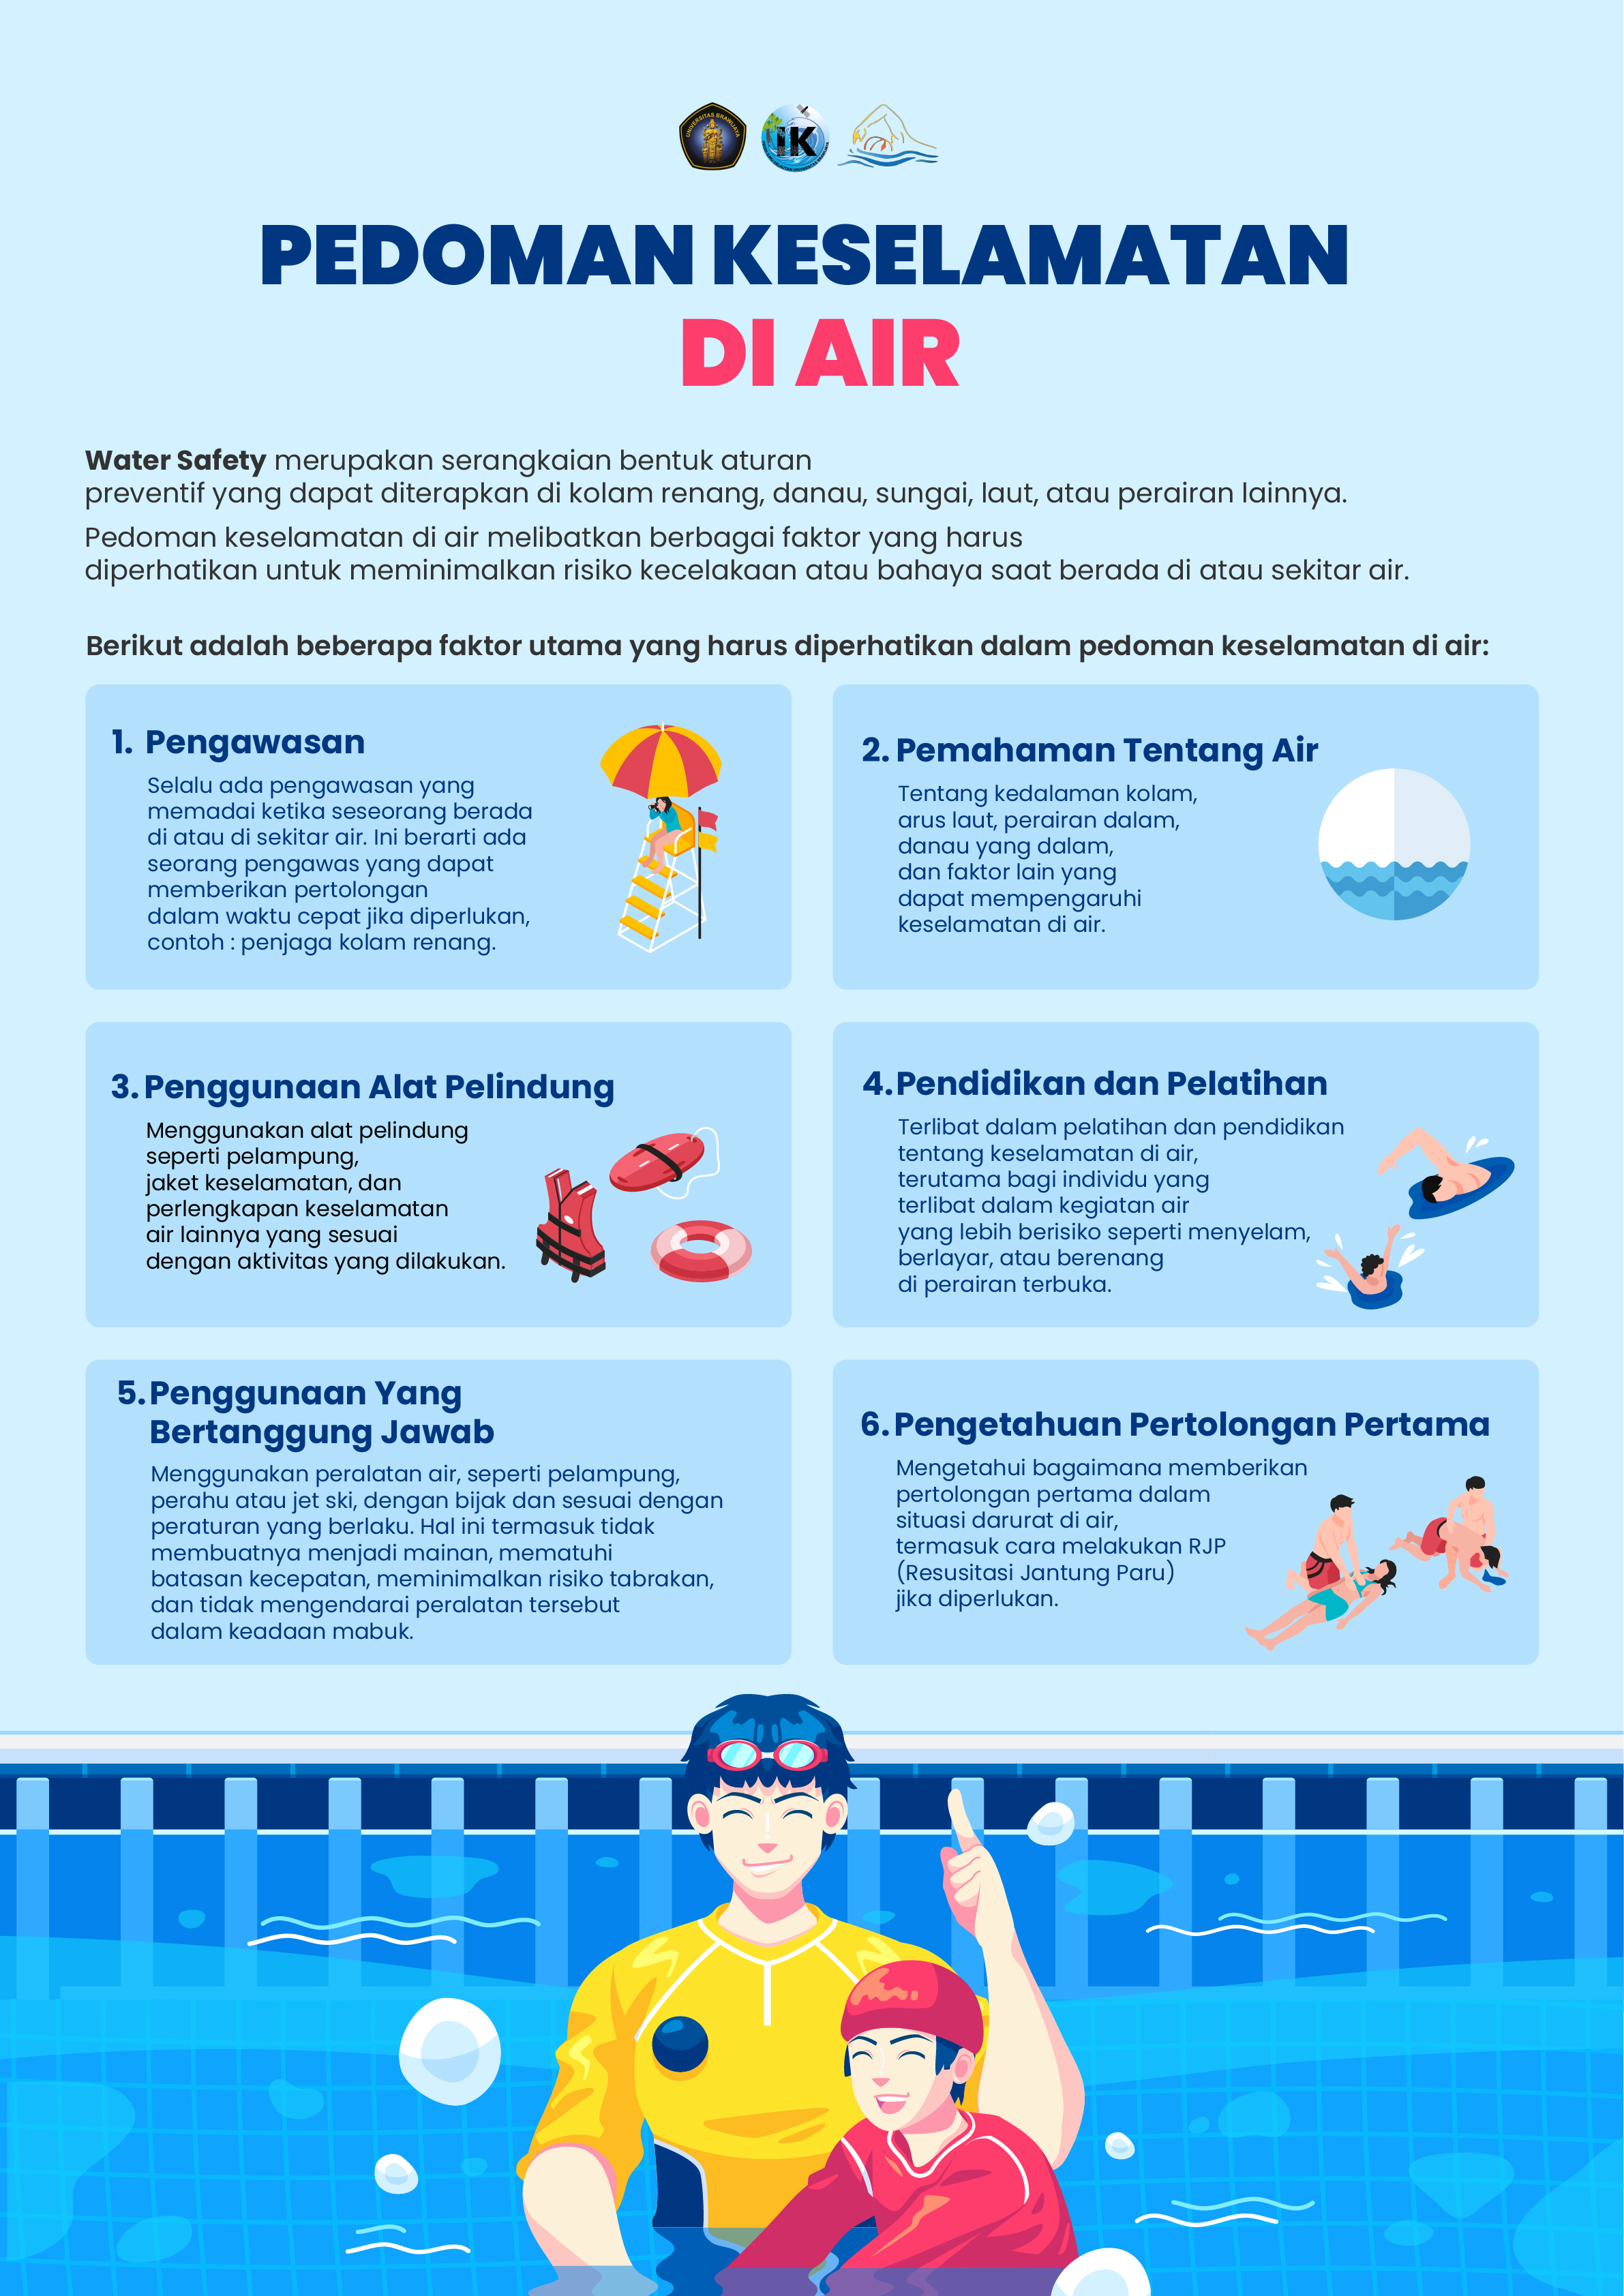 UNIVERSITAS BRAWIJAYA
IK
PEDOMAN KESELAMATAN
DI AIR
Water Safety merupakan serangkaian bentuk aturan
preventif yang dapat diterapkan di kolam renang, danau, sungai, laut, atau perairan lainnya.
Pedoman keselamatan di air melibatkan berbagai faktor yang harus
diperhatikan untuk meminimalkan risiko kecelakaan atau bahaya saat berada di atau sekitar air.
Berikut adalah beberapa faktor utama yang harus diperhatikan dalam pedoman keselamatan di air:
1. Pengawasan
Selalu ada pengawasan yang
memadai ketika seseorang berada
di atau di sekitar air. Ini berarti ada
seorang pengawas yang dapat
memberikan pertolongan
dalam waktu cepat jika diperlukan,
contoh : penjaga kolam renang.
2. Pemahaman Tentang Air
Tentang kedalaman kolam,
arus laut, perairan dalam,
danau yang dalam,
dan faktor lain yang
dapat mempengaruhi
keselamatan di air.
3. Penggunaan Alat Pelindung
Menggunakan alat pelindung
seperti pelampung,
jaket keselamatan, dan
perlengkapan keselamatan
air lainnya yang sesuai
dengan aktivitas yang dilakukan.
4. Pendidikan dan Pelatihan
Terlibat dalam pelatihan dan pendidikan
tentang keselamatan di air,
terutama bagi individu yang
terlibat dalam kegiatan air
yang lebih berisiko seperti menyelam,
berlayar, atau berenang
di perairan terbuka.
5. Penggunaan Yang
Bertanggung Jawab
Menggunakan peralatan air, seperti pelampung,
perahu atau jet ski, dengan bijak dan sesuai dengan
peraturan yang berlaku. Hal ini termasuk tidak
membuatnya menjadi mainan, mematuhi
batasan kecepatan, meminimalkan risiko tabrakan,
dan tidak mengendarai peralatan tersebut
dalam keadaan mabuk.
6. Pengetahuan Pertolongan Pertama
Mengetahui bagaimana memberikan
pertolongan pertama dalam
situasi darurat di air,
termasuk cara melakukan RJP
(Resusitasi Jantung Paru)
jika diperlukan.